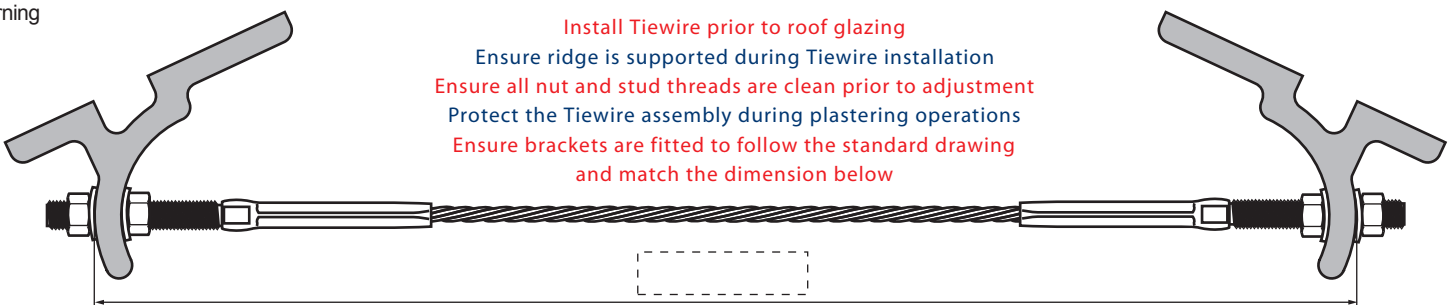 rning
Install Tiewire prior to roof glazing
Ensure ridge is supported during Tiewire installation
Ensure all nut and stud threads are clean prior to adjustment
Protect the Tiewire assembly during plastering operations
Ensure brackets are fitted to follow the standard drawing
and match the dimension below